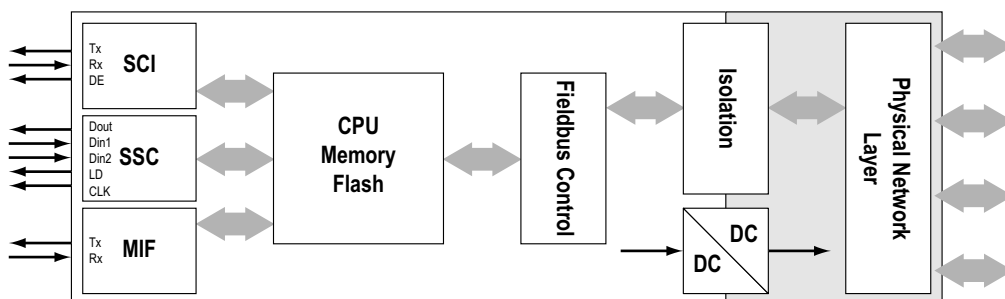 Tx
Rx
DE
SCI
Dout
Din1
Din2
LD
CLK
SSC
Tx
Rx
MIF
CPU
Memory
Flash
Fieldbus Control
Isolation
DC
DC
Physical Network
Layer